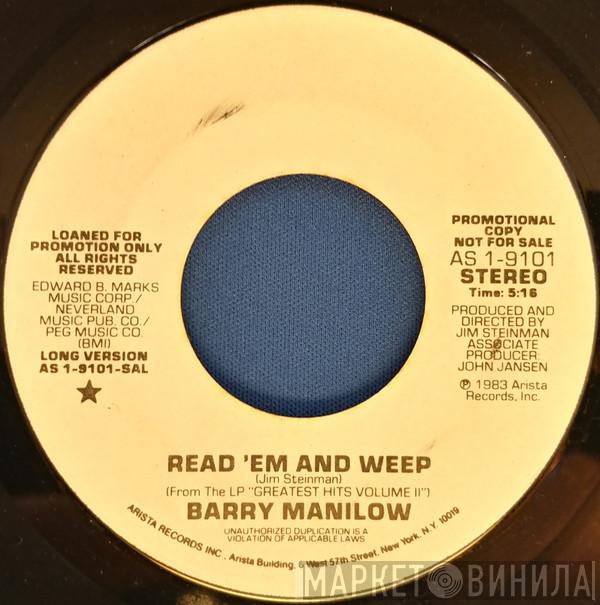 LOANED FOR
PROMOTION ONLY
ALL RIGHTS
RESERVED
EDWARD B. MARKS
MUSIC CORP./
NEVERLAND
MUSIC PUB. CO./
PEG MUSIC CO.
(BMI)
LONG VERSION
AS 1-9101-SAL
PROMOTIONAL
COPY
NOT FOR SALE
AS 1-9101
STEREO
Time: 5:16
PRODUCED AND
DIRECTED BY
JIM STEINMAN
ASSOCIATE
PRODUCER:
JOHN JANSEN
℗ 1983 Arista
Records, Inc.
READ 'EM AND WEEP
(Jim Steinman)
(From The LP "GREATEST HITS VOLUME II")
BARRY MANILOW
UNAUTHORIZED DUPLICATION IS A
VIOLATION OF APPLICABLE LAWS
ARISTA RECORDS INC., Arista Building, 6 West 57th Street, New York, N.Y. 10019
МАРКЕТ ВИНИЛА